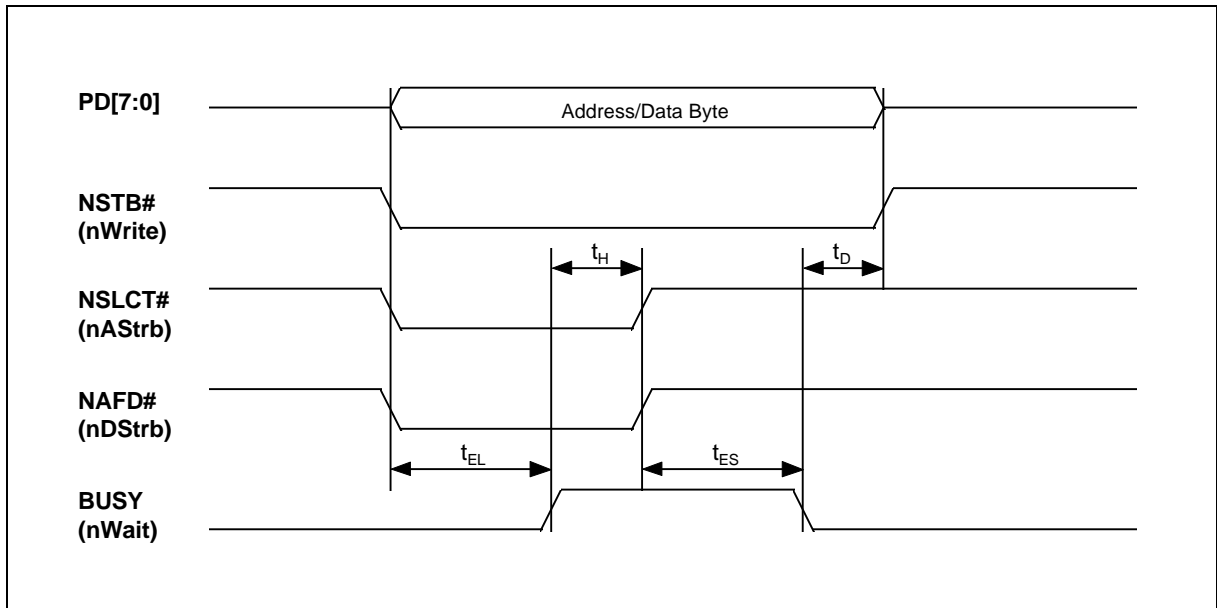 PD[7:0]
Address/Data Byte
NSTB#
(nWrite)
tH
tD
NSLCT#
(nAStrb)
NAFD#
(nDStrb)
tEL
tES
BUSY
(nWait)